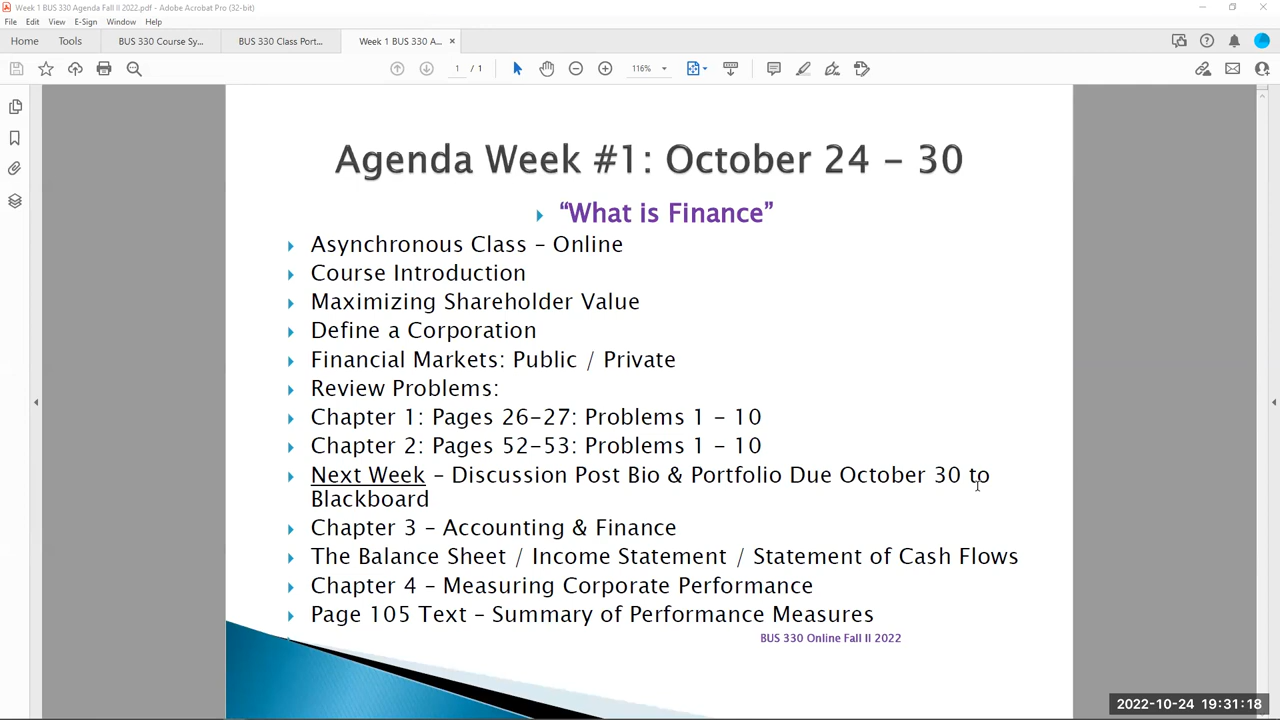 Week 1 BUS 330 Agenda Fall II 2022.pdf - Adobe Acrobat Pro (32-bit)
File Edit View E-Sign Window Help
Home Tools BUS 330 Course Sy... BUS 330 Class Port... Week 1 BUS 330 A... ×
1 / 1 116%
Agenda Week #1: October 24 – 30
“What is Finance”
Asynchronous Class – Online
Course Introduction
Maximizing Shareholder Value
Define a Corporation
Financial Markets: Public / Private
Review Problems:
Chapter 1: Pages 26-27: Problems 1 – 10
Chapter 2: Pages 52-53: Problems 1 – 10
Next Week – Discussion Post Bio & Portfolio Due October 30 to
Blackboard
Chapter 3 – Accounting & Finance
The Balance Sheet / Income Statement / Statement of Cash Flows
Chapter 4 – Measuring Corporate Performance
Page 105 Text – Summary of Performance Measures
BUS 330 Online Fall II 2022
2022-10-24 19:31:18